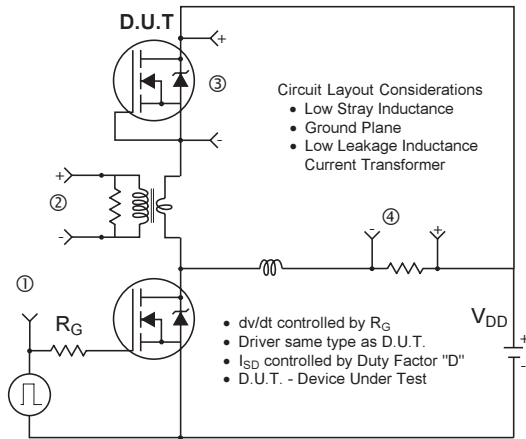 D.U.T
+
③
-
Circuit Layout Considerations
• Low Stray Inductance
• Ground Plane
• Low Leakage Inductance
Current Transformer
+
②
-
④
-
+
①
RG
VDD
+
-
• dv/dt controlled by RG
• Driver same type as D.U.T.
• ISD controlled by Duty Factor "D"
• D.U.T. - Device Under Test